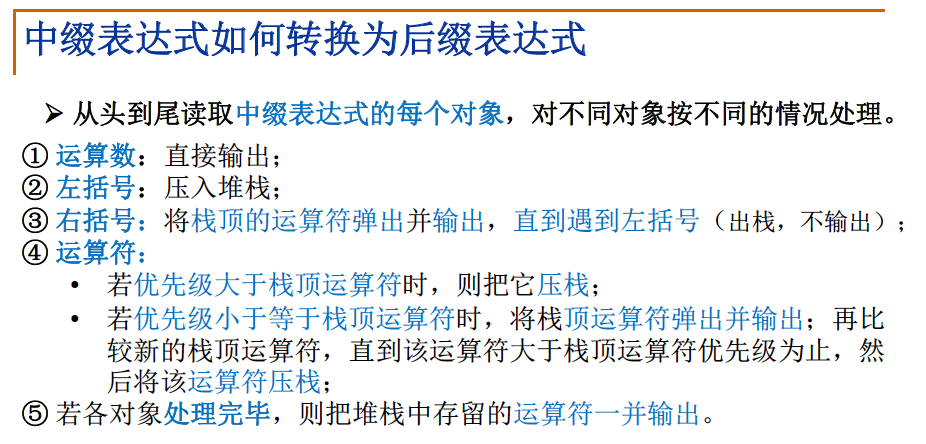 中缀表达式如何转换为后缀表达式
➢ 从头到尾读取中缀表达式的每个对象，对不同对象按不同的情况处理。
① 运算数：直接输出；
② 左括号：压入堆栈；
③ 右括号：将栈顶的运算符弹出并输出，直到遇到左括号（出栈，不输出）；
④ 运算符：
• 若优先级大于栈顶运算符时，则把它压栈；
• 若优先级小于等于栈顶运算符时，将栈顶运算符弹出并输出；再比
较新的栈顶运算符，直到该运算符大于栈顶运算符优先级为止，然
后将该运算符压栈；
⑤ 若各对象处理完毕，则把堆栈中存留的运算符一并输出。